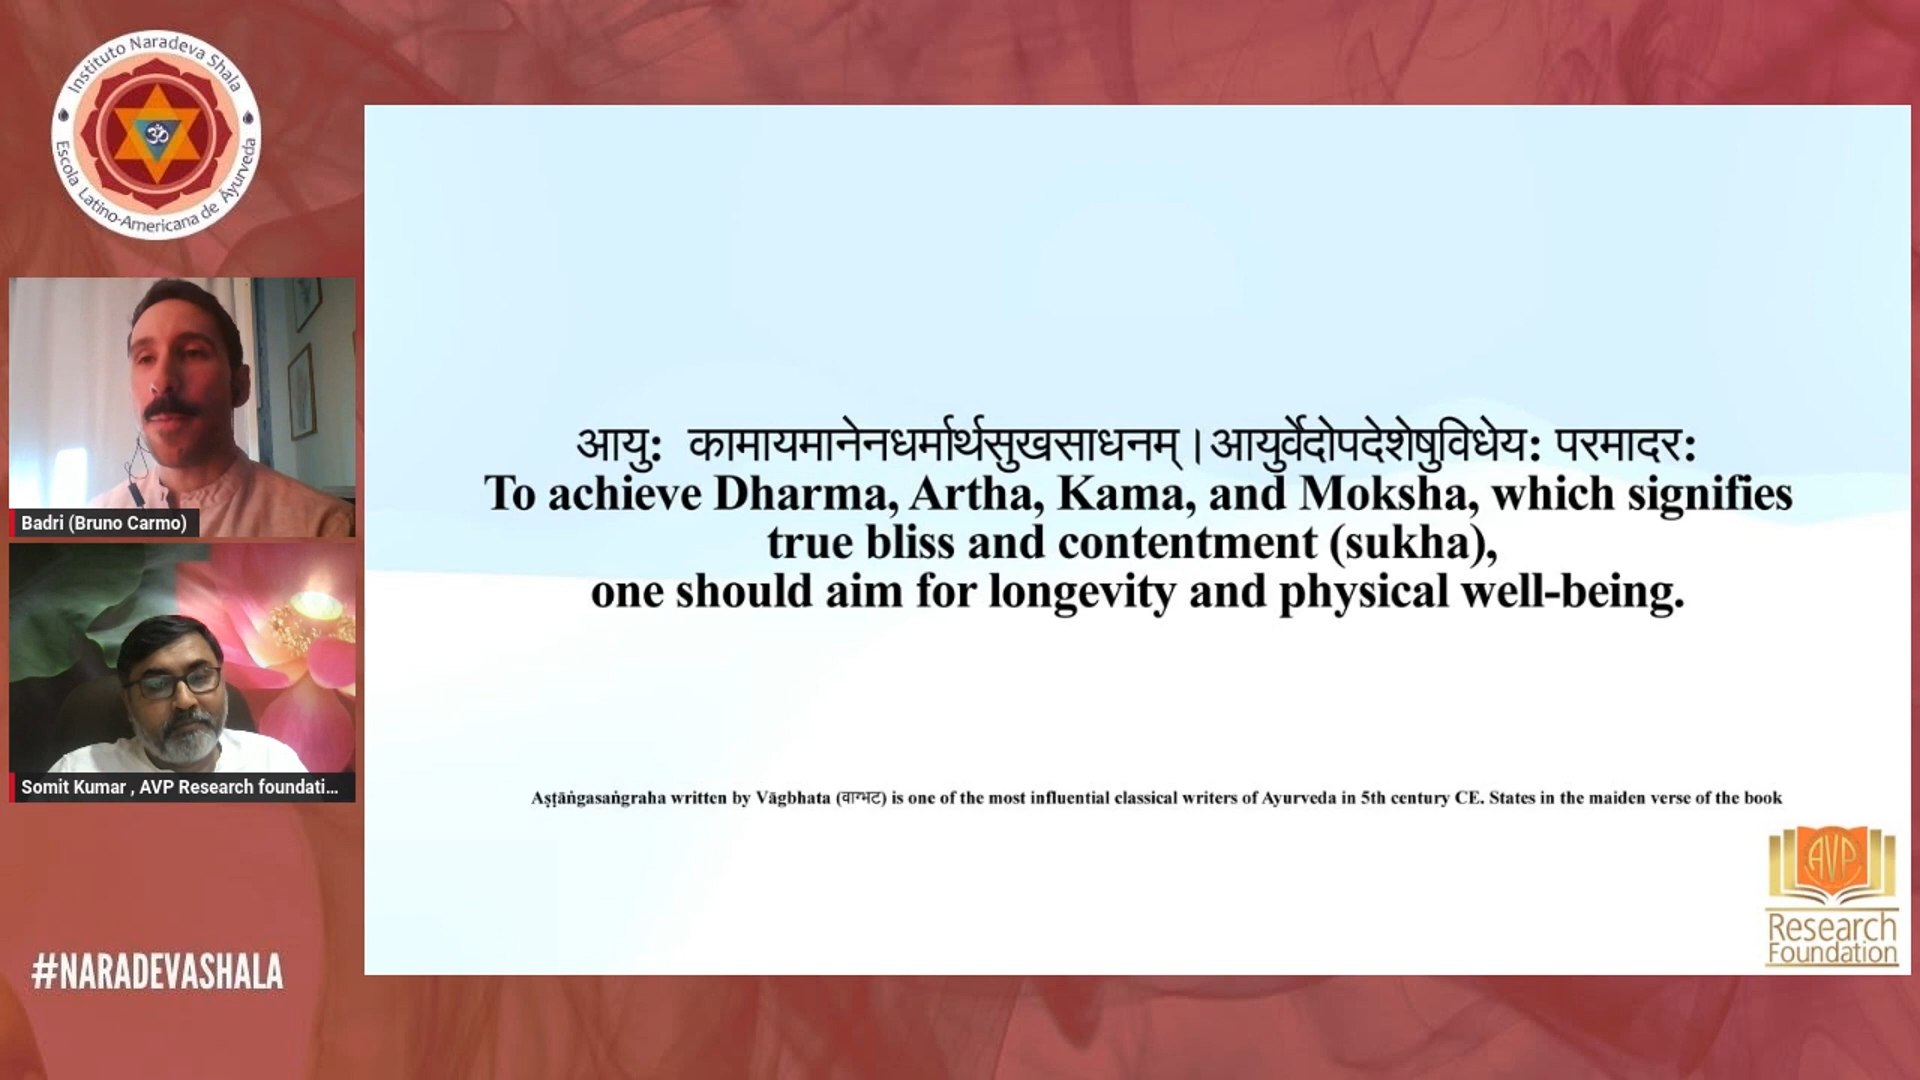 Instituto Naradeva Shala
Escola Latino-Americana de Āyurveda
ॐ
Badri (Bruno Carmo)
Somit Kumar , AVP Research foundati...
#NARADEVASHALA
आयु:  कामायमानेनधर्मार्थसुखसाधनम्।आयुर्वेदोपदेशेषुविधेय: परमादर:
To achieve Dharma, Artha, Kama, and Moksha, which signifies
true bliss and contentment (sukha),
one should aim for longevity and physical well-being.
Aṣṭāṅgasaṅgraha written by Vāgbhata (वाग्भट) is one of the most influential classical writers of Ayurveda in 5th century CE. States in the maiden verse of the book
AVP
Research
Foundation